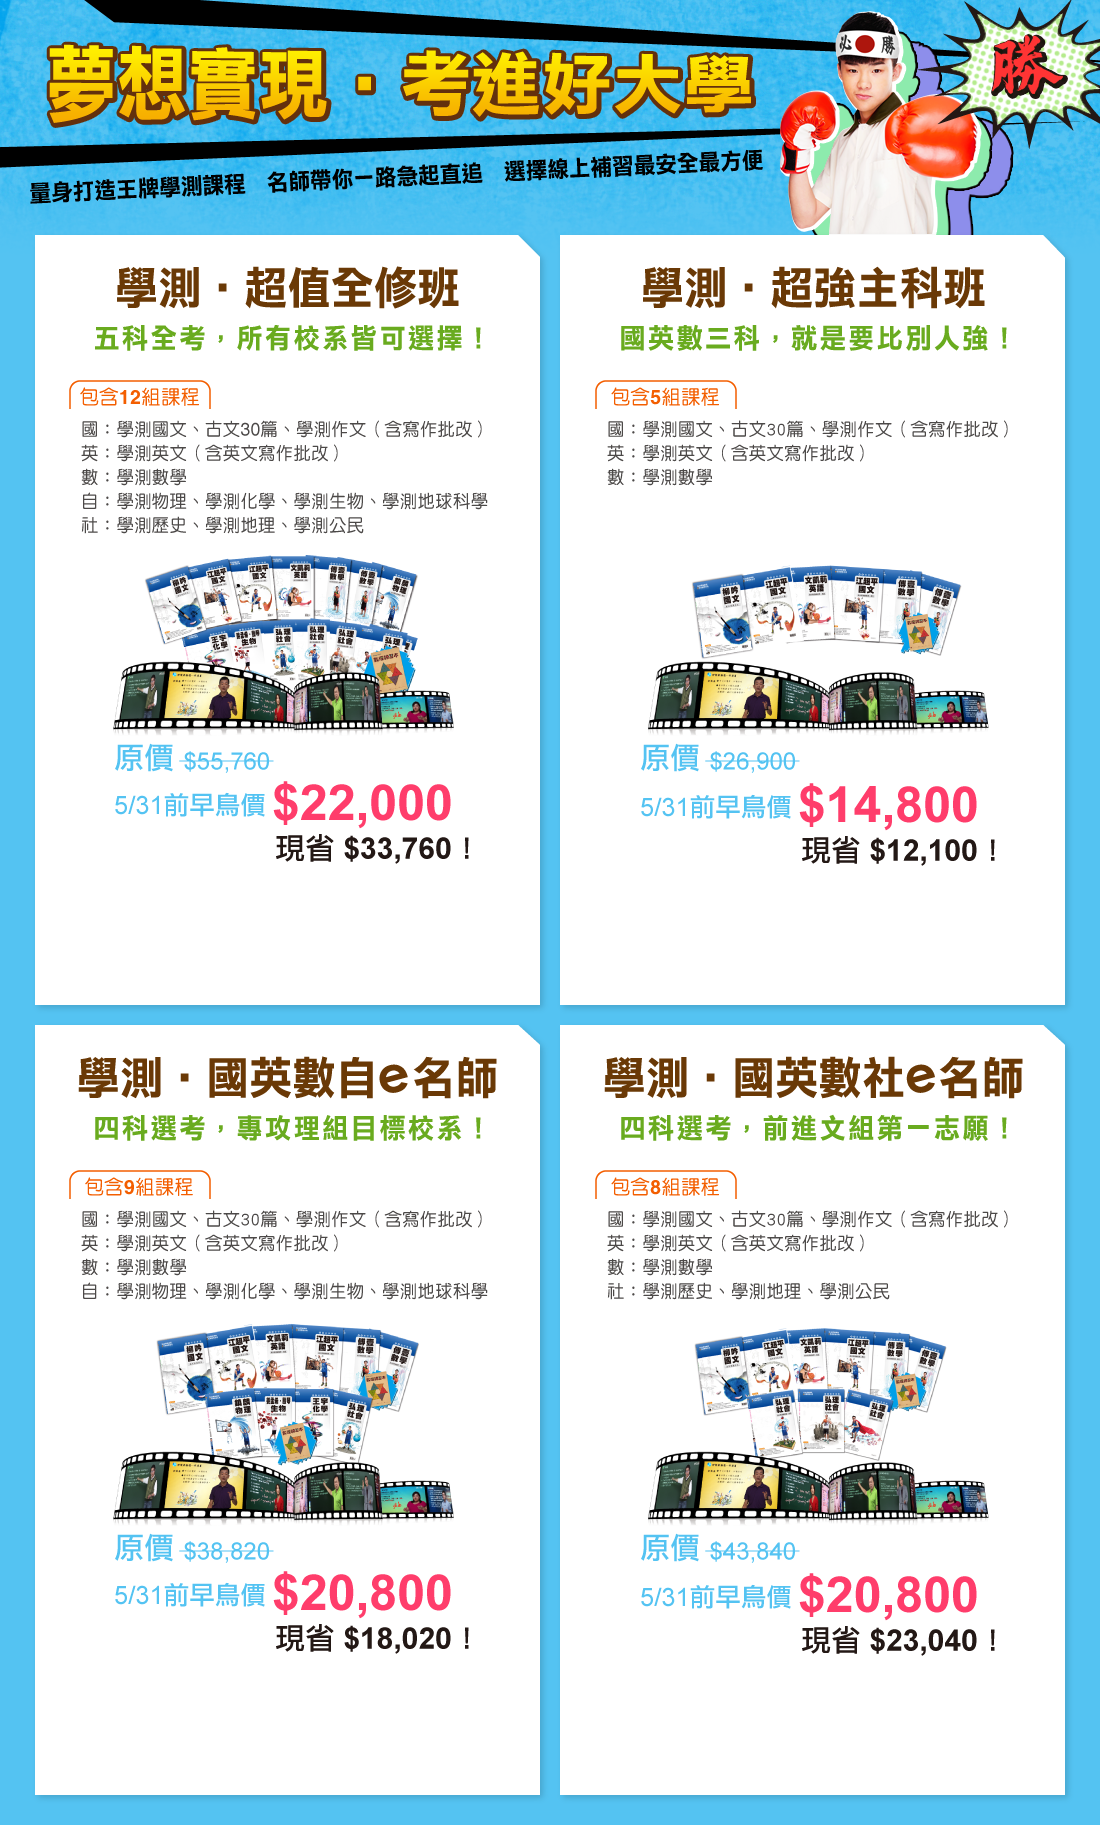 夢想實現・考進好大學
必勝
勝
量身打造王牌學測課程 名師帶你一路急起直追 選擇線上補習最安全最方便
學測・超值全修班
五科全考，所有校系皆可選擇！
包含12組課程
國：學測國文、古文30篇、學測作文（含寫作批改）
英：學測英文（含英文寫作批改）
數：學測數學
自：學測物理、學測化學、學測生物、學測地球科學
社：學測歷史、學測地理、學測公民
原價 $55,760
5/31前早鳥價 $22,000
現省 $33,760！
學測・超強主科班
國英數三科，就是要比別人強！
包含5組課程
國：學測國文、古文30篇、學測作文（含寫作批改）
英：學測英文（含英文寫作批改）
數：學測數學
原價 $26,900
5/31前早鳥價 $14,800
現省 $12,100！
學測・國英數自e名師
四科選考，專攻理組目標校系！
包含9組課程
國：學測國文、古文30篇、學測作文（含寫作批改）
英：學測英文（含英文寫作批改）
數：學測數學
自：學測物理、學測化學、學測生物、學測地球科學
原價 $38,820
5/31前早鳥價 $20,800
現省 $18,020！
學測・國英數社e名師
四科選考，前進文組第一志願！
包含8組課程
國：學測國文、古文30篇、學測作文（含寫作批改）
英：學測英文（含英文寫作批改）
數：學測數學
社：學測歷史、學測地理、學測公民
原價 $43,840
5/31前早鳥價 $20,800
現省 $23,040！